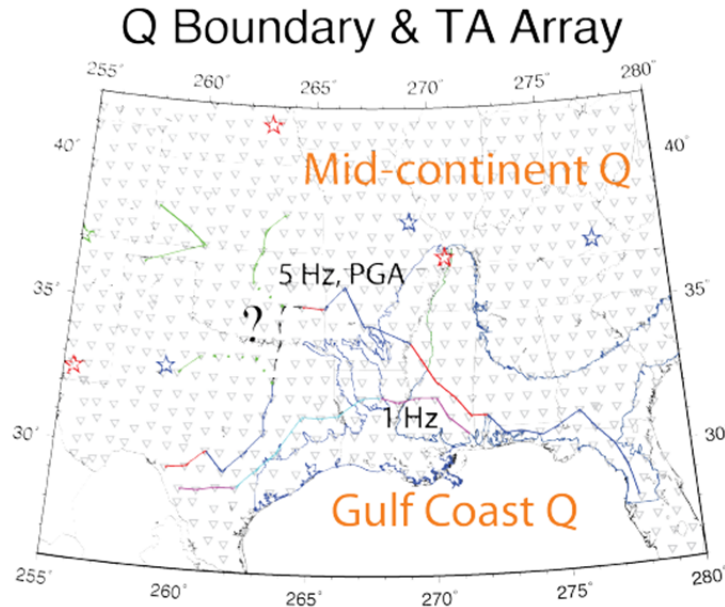 Q Boundary & TA Array
255° 260° 265° 270° 275° 280°
40° 40°
Mid-continent Q
5 Hz, PGA
35° 35°
?
1 Hz
30° 30°
Gulf Coast Q
255° 260° 265° 270° 275° 280°